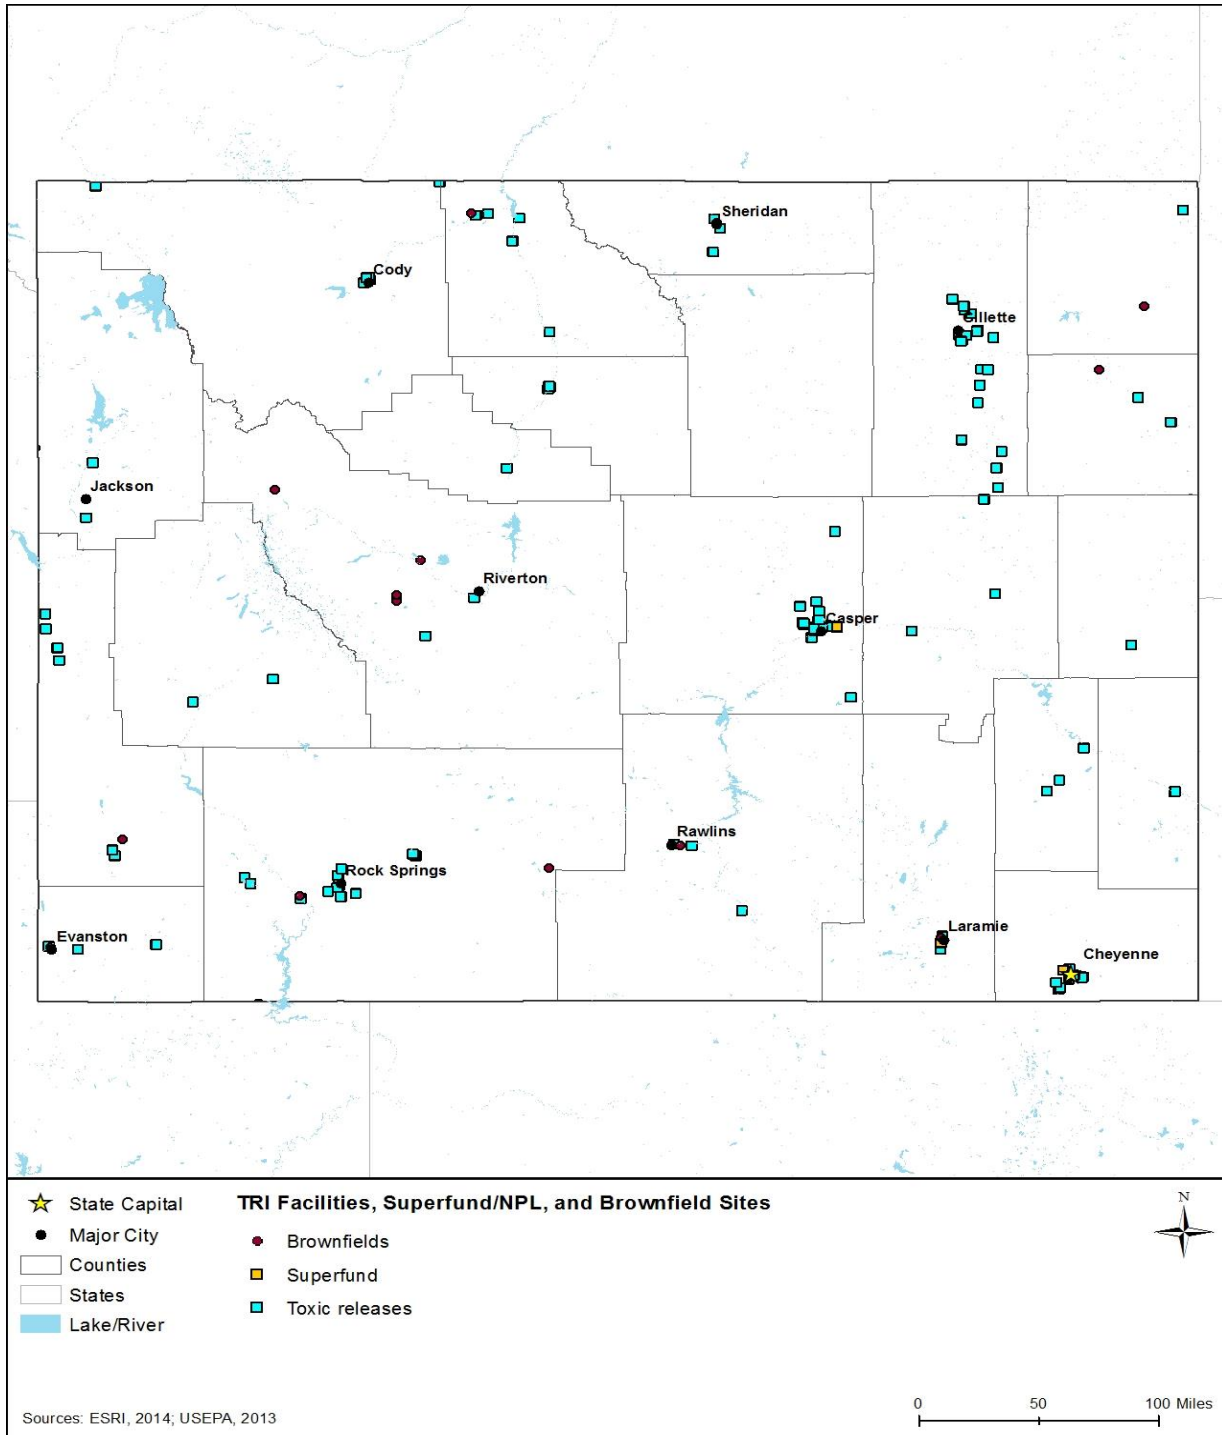 Sheridan
Cody
Gillette
Jackson
Riverton
Casper
Rawlins
Rock Springs
Evanston
Laramie
Cheyenne
State Capital
Major City
Counties
States
Lake/River
TRI Facilities, Superfund/NPL, and Brownfield Sites
Brownfields
Superfund
Toxic releases
N
Sources: ESRI, 2014; USEPA, 2013
0 50 100 Miles